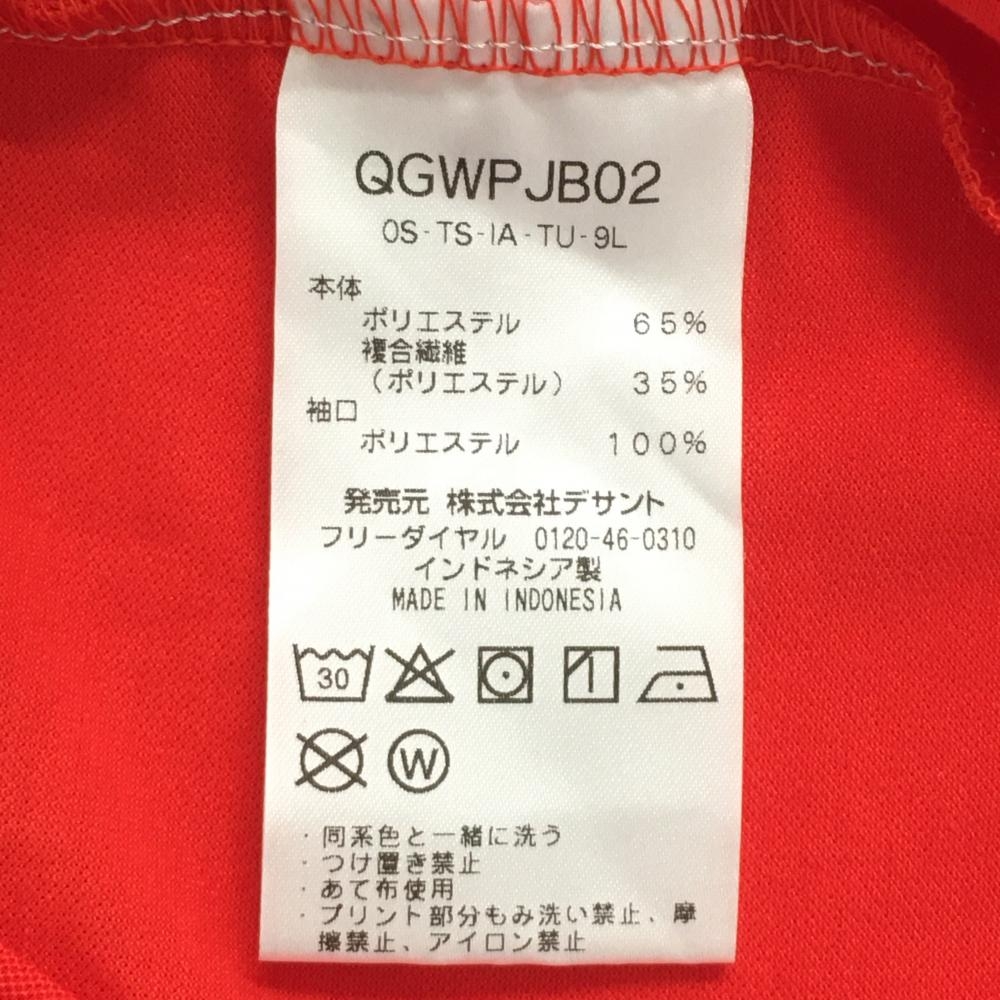 QGWPJB02
OS-TS-IA-TU-9L
本体
ポリエステル 65%
複合繊維
（ポリエステル） 35%
袖口
ポリエステル 100%
発売元 株式会社デサント
フリーダイヤル 0120-46-0310
インドネシア製
MADE IN INDONESIA
30
W
・同系色と一緒に洗う
・つけ置き禁止
・あて布使用
・プリント部分もみ洗い禁止、摩
擦禁止、アイロン禁止